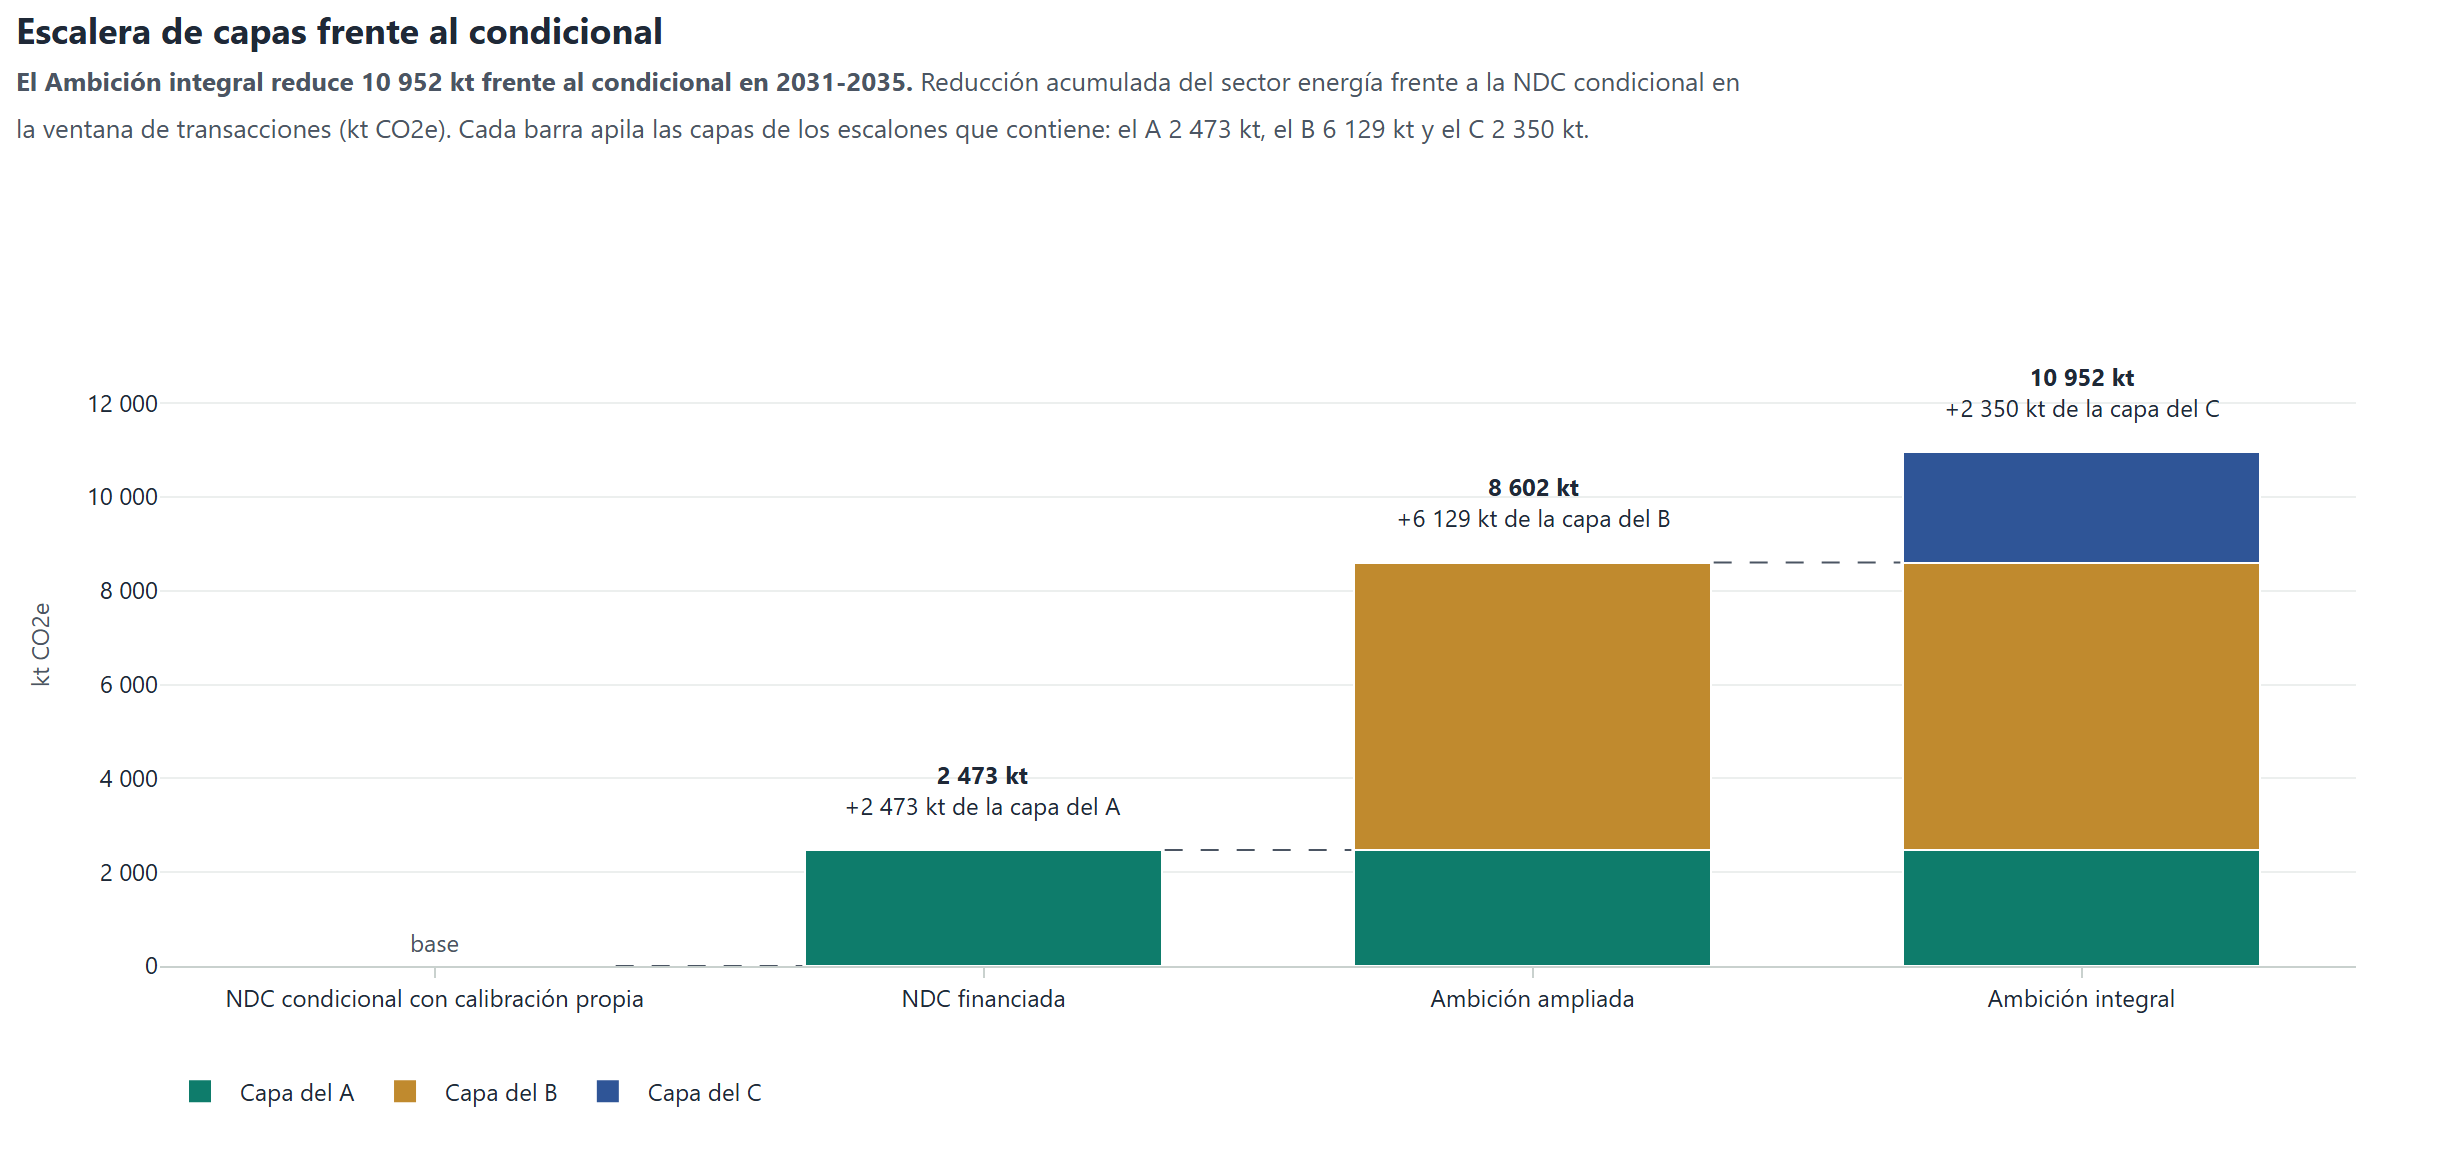 Escalera de capas frente al condicional
El Ambición integral reduce 10 952 kt frente al condicional en 2031-2035. Reducción acumulada del sector energía frente a la NDC condicional en
la ventana de transacciones (kt CO2e). Cada barra apila las capas de los escalones que contiene: el A 2 473 kt, el B 6 129 kt y el C 2 350 kt.
10 952 kt
+2 350 kt de la capa del C
8 602 kt
+6 129 kt de la capa del B
2 473 kt
+2 473 kt de la capa del A
base
12 000
10 000
8 000
6 000
4 000
2 000
0
kt CO2e
NDC condicional con calibración propia
NDC financiada
Ambición ampliada
Ambición integral
Capa del A
Capa del B
Capa del C